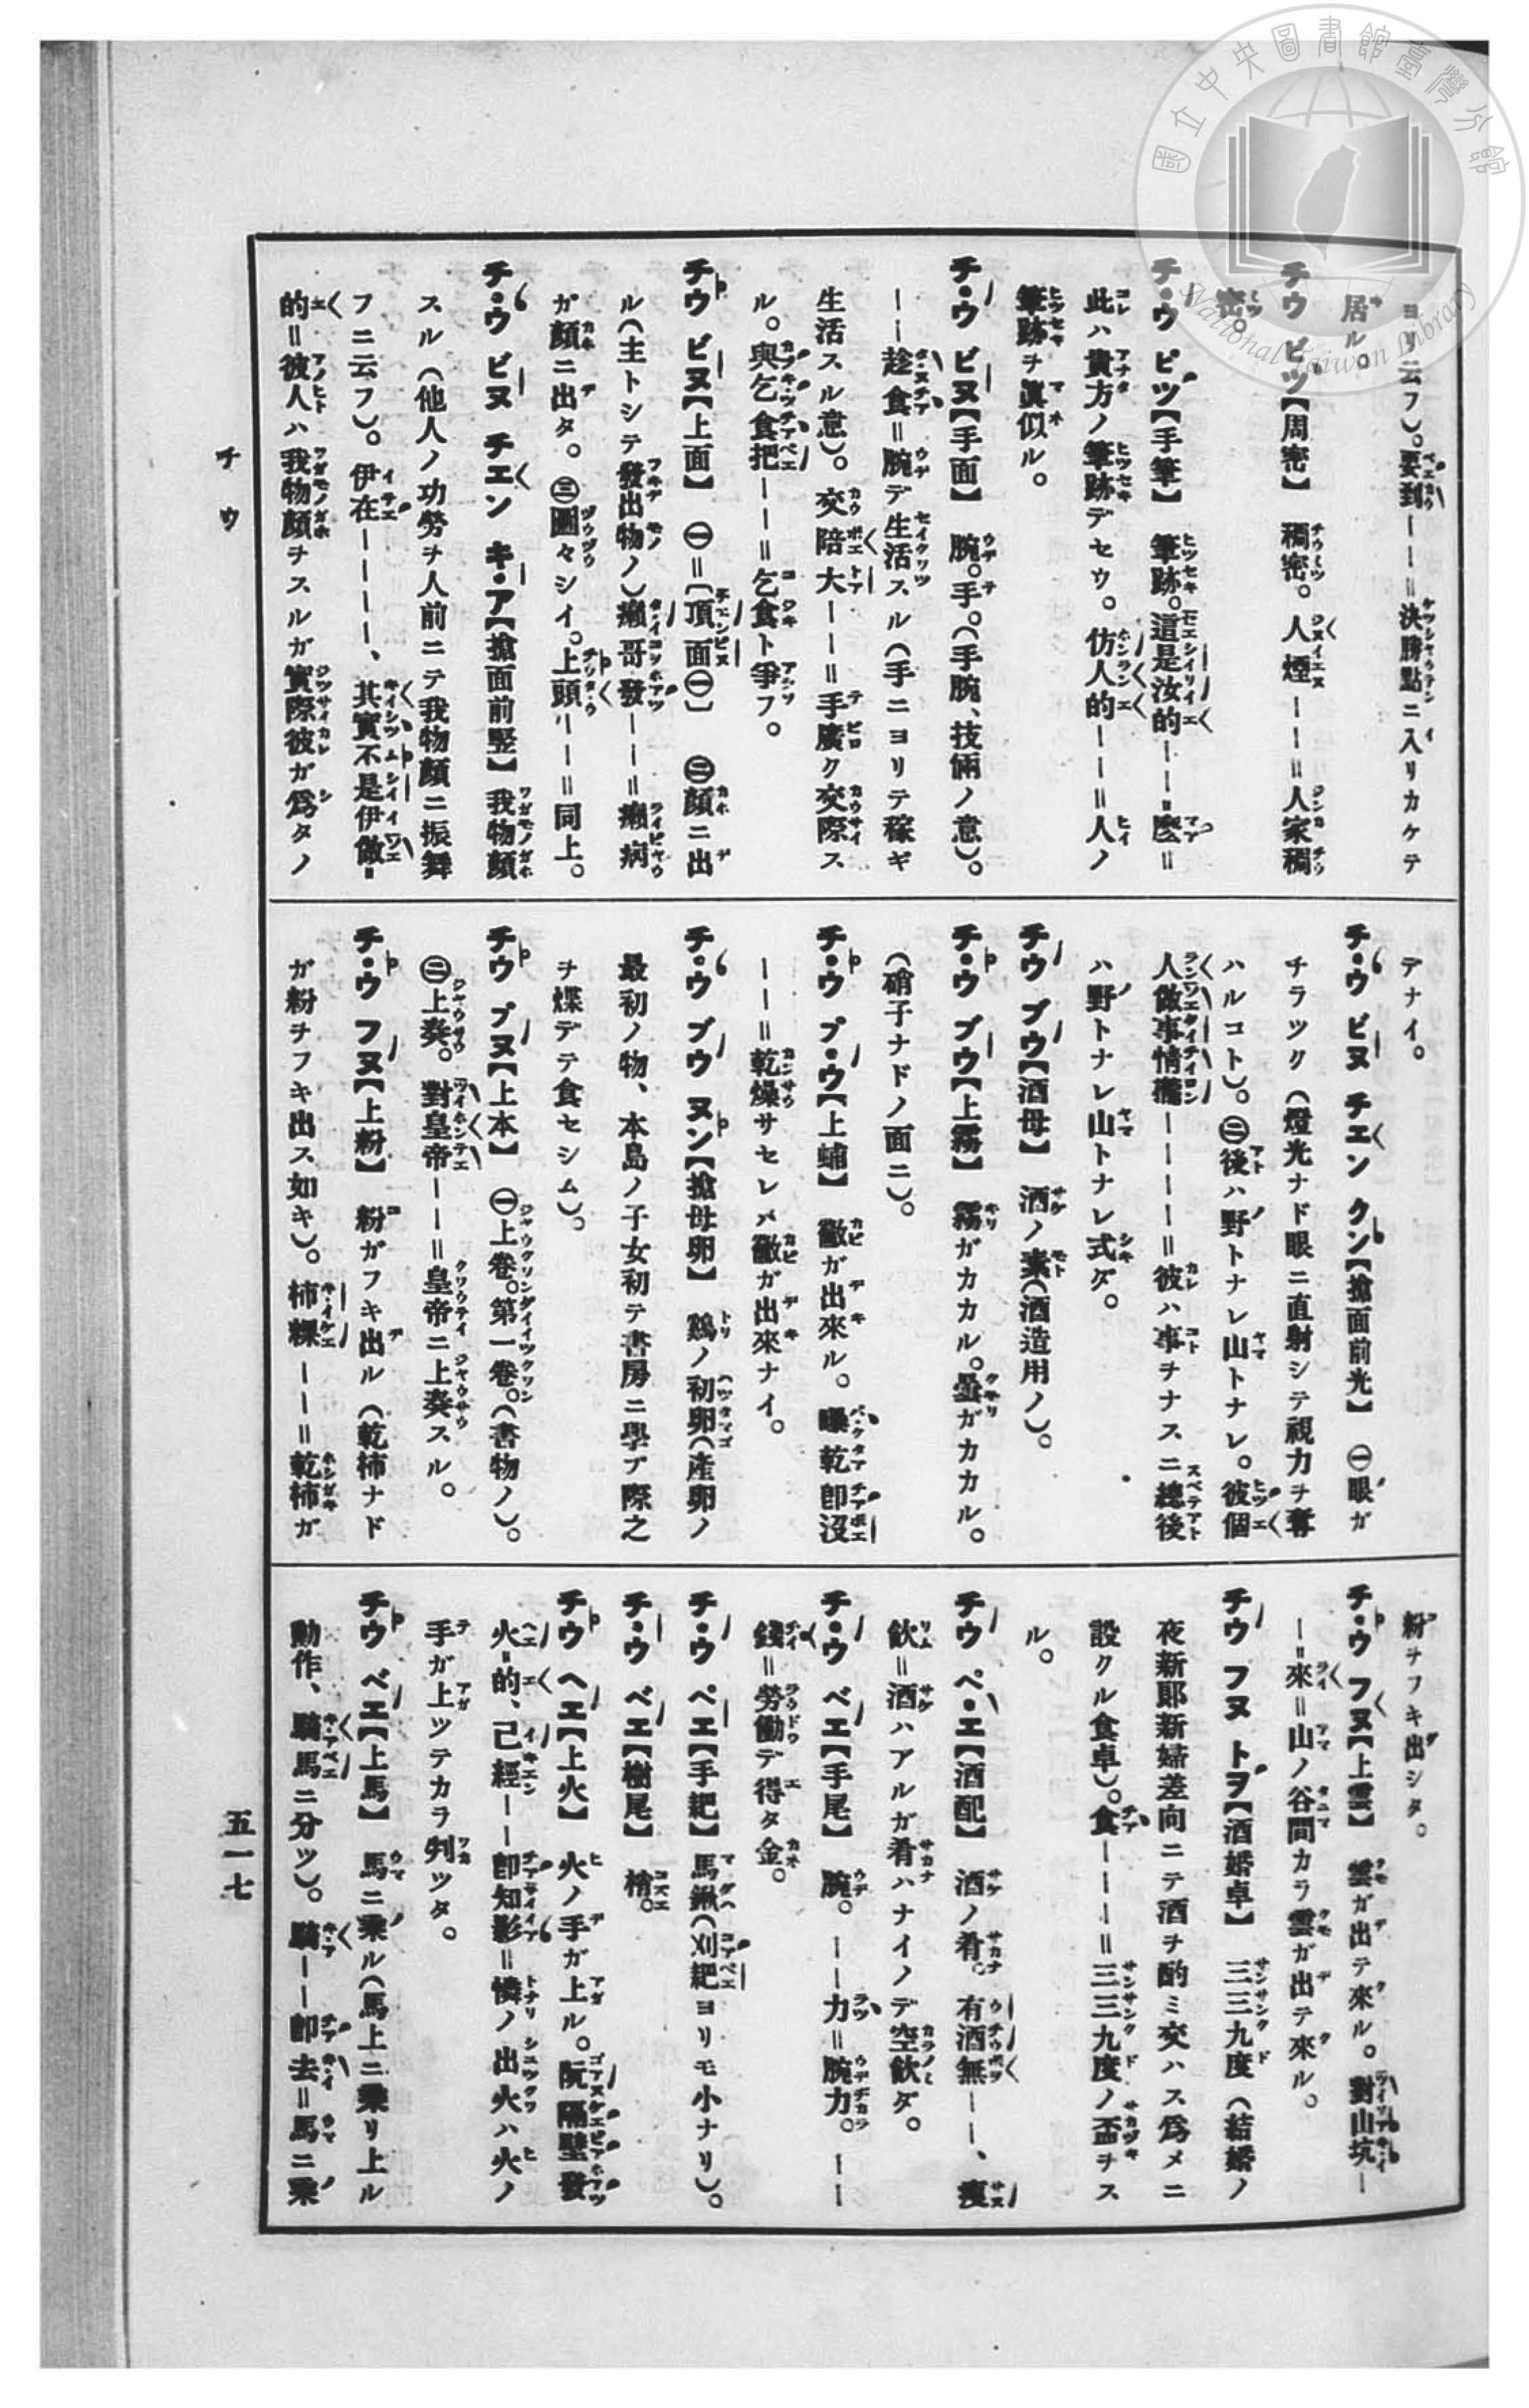 國立中央圖書館臺灣分館
National Taiwan Library
ヨリ云フ)。要到ーー=決勝點ニ入リカケテ
居ル。
チウ ピツ【周密】 稠密。人煙ーー=人家稠
密。
チ・ウ ピツ【手筆】 筆跡。這是汝的ーー麼=
此ハ貴方ノ筆跡デセウ。仿人的ーー=人ノ
筆跡ヲ眞似ル。
チ・ウ ビヌ【手面】 腕。手。(手腕、技倆ノ意)。
ーー趁食=腕デ生活スル(手ニヨリテ稼ギ
生活スル意)。交陪大ーー=手廣ク交際ス
ル。與乞食把ーー=乞食ト爭フ。
チウ ビヌ【上面】 ㊀=〔頂面㊀〕 ㊁顏ニ出
ル(主トシテ發出物ノ)癩哥發ーー=癩病
ガ顏ニ出タ。㊂圖々シイ。上頭ーー=同上。
チ・ウ ビヌ チエン キ・ア【搶面前竪】 我物顏
スル(他人ノ功勞ヲ人前ニテ我物顏ニ振舞
フニ云フ)。伊在ーーーー、其實不是伊做
的=彼人ハ我物顏ヲスルガ實際彼ガ爲タノ
デナイ。
チ・ウ ビヌ チエン クン【搶面前光】 ㊀眼ガ
チラツク(燈光ナド眼ニ直射シテ視力ヲ奪
ハルコト)。㊁後ハ野トナレ山トナレ。彼個
人做事情攏ーーーー=彼ハ事ヲナスニ總後
ハ野トナレ山トナレ式ダ。
チウ ブウ【酒母】 酒ノ素(酒造用ノ)。
チ・ウ ブウ【上霧】 霧ガカカル。曇ガカカル。
(硝子ナドノ面ニ)。
チ・ウ プ・ウ【上蜅】 黴ガ出來ル。曝乾卽沒
ーー=乾燥サセレメ黴ガ出來ナイ。
チ・ウ ブウ ヌン【搶母卵】 鷄ノ初卵(產卵ノ
最初ノ物、本島ノ子女初テ書房ニ學ブ際之
ヲ煠デテ食セシム)。
チウ プヌ【上本】 ㊀上卷。第一卷。(書物ノ)。
㊁上奏。對皇帝ーー=皇帝ニ上奏スル。
チ・ウ フヌ【上粉】 粉ガフキ出ル(乾柿ナド
ガ粉ヲフキ出ス如キ)。柿粿ーー=乾柿ガ
粉ヲフキ出シタ。
チ・ウ フヌ【上雲】 雲ガ出テ來ル。對山坑ー
ー來=山ノ谷間カラ雲ガ出テ來ル。
チウ フヌ トヲ【酒婚卓】 三三九度(結婚ノ
夜新郞新婦差向ニテ酒ヲ酌ミ交ハス爲メニ
設クル食卓)。食ーーー=三三九度ノ盃ヲス
ル。
チウ ペ・エ【酒配】 酒ノ肴。有酒無ーー、瘦
飮=酒ハアルガ肴ハナイノデ空飮ダ。
チ・ウ ベエ【手尾】 腕。ーー力=腕力。ーー
錢=勞働デ得タ金。
チ・ウ ペエ【手耙】 馬鍬(刈耙ヨリモ小ナリ)。
チ・ウ ベエ【樹尾】 梢。
チウ ヘエ【上火】 火ノ手ガ上ル。阮隔壁發
火的、已經ーー卽知影=憐ノ出火ハ火ノ
手ガ上ツテカラ判ツタ。
チウ ベエ【上馬】 馬ニ乘ル(馬上ニ乘リ上ル
動作、騎馬ニ分ツ)。騎ーー卽去=馬ニ乘
チウ
五一七